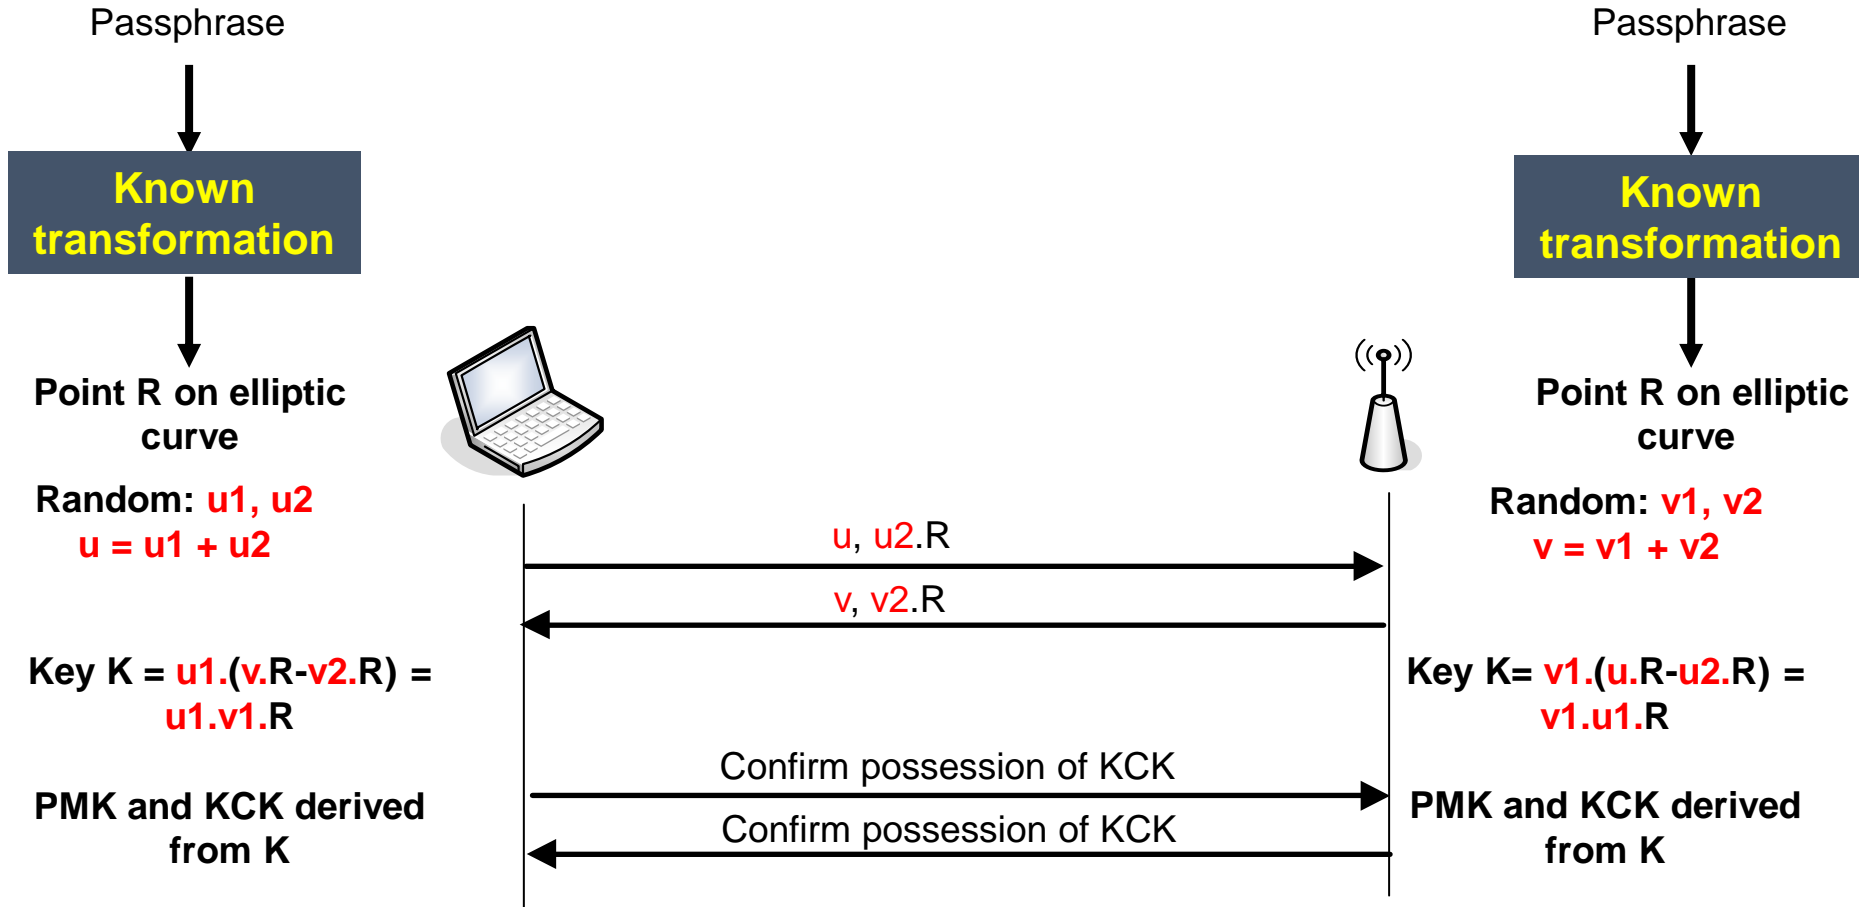 Passphrase
Known
transformation
Point R on elliptic
curve
Random: u1, u2
u = u1 + u2
Key K = u1.(v.R-v2.R) =
u1.v1.R
PMK and KCK derived
from K
u, u2.R
v, v2.R
Confirm possession of KCK
Confirm possession of KCK
Passphrase
Known
transformation
Point R on elliptic
curve
Random: v1, v2
v = v1 + v2
Key K= v1.(u.R-u2.R) =
v1.u1.R
PMK and KCK derived
from K